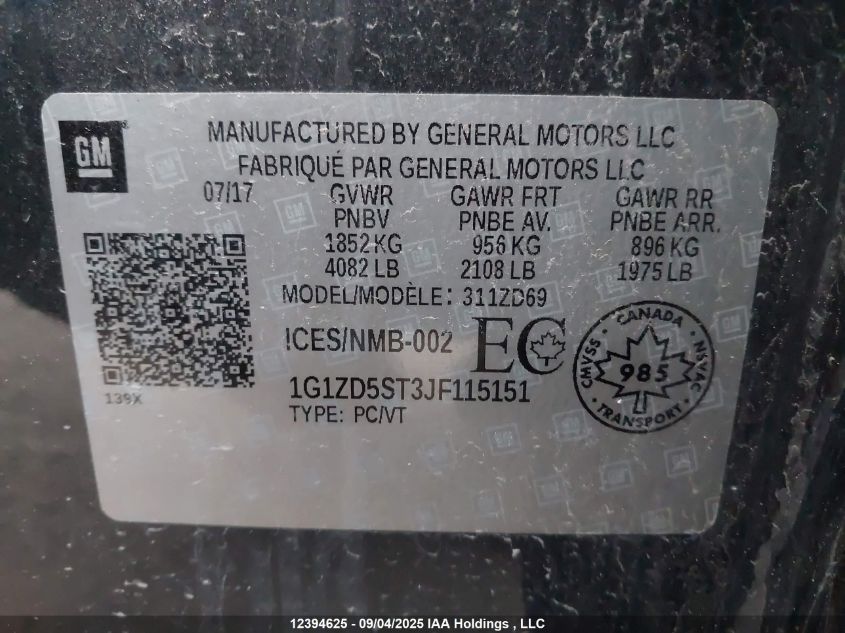 GM
MANUFACTURED BY GENERAL MOTORS LLC
FABRIQUÉ PAR GENERAL MOTORS LLC
07/17 GVWR GAWR FRT GAWR RR
PNBV PNBE AV. PNBE ARR.
1852 KG 956 KG 896 KG
4082 LB 2108 LB 1975 LB
MODEL/MODÈLE: 311ZD69
ICES/NMB-002 EC
CANADA
CMVSS 985 NSVAC
TRANSPORT
1G1ZD5ST3JF115151
139X
TYPE: PC/VT
12394625 - 09/04/2025 IAA Holdings , LLC